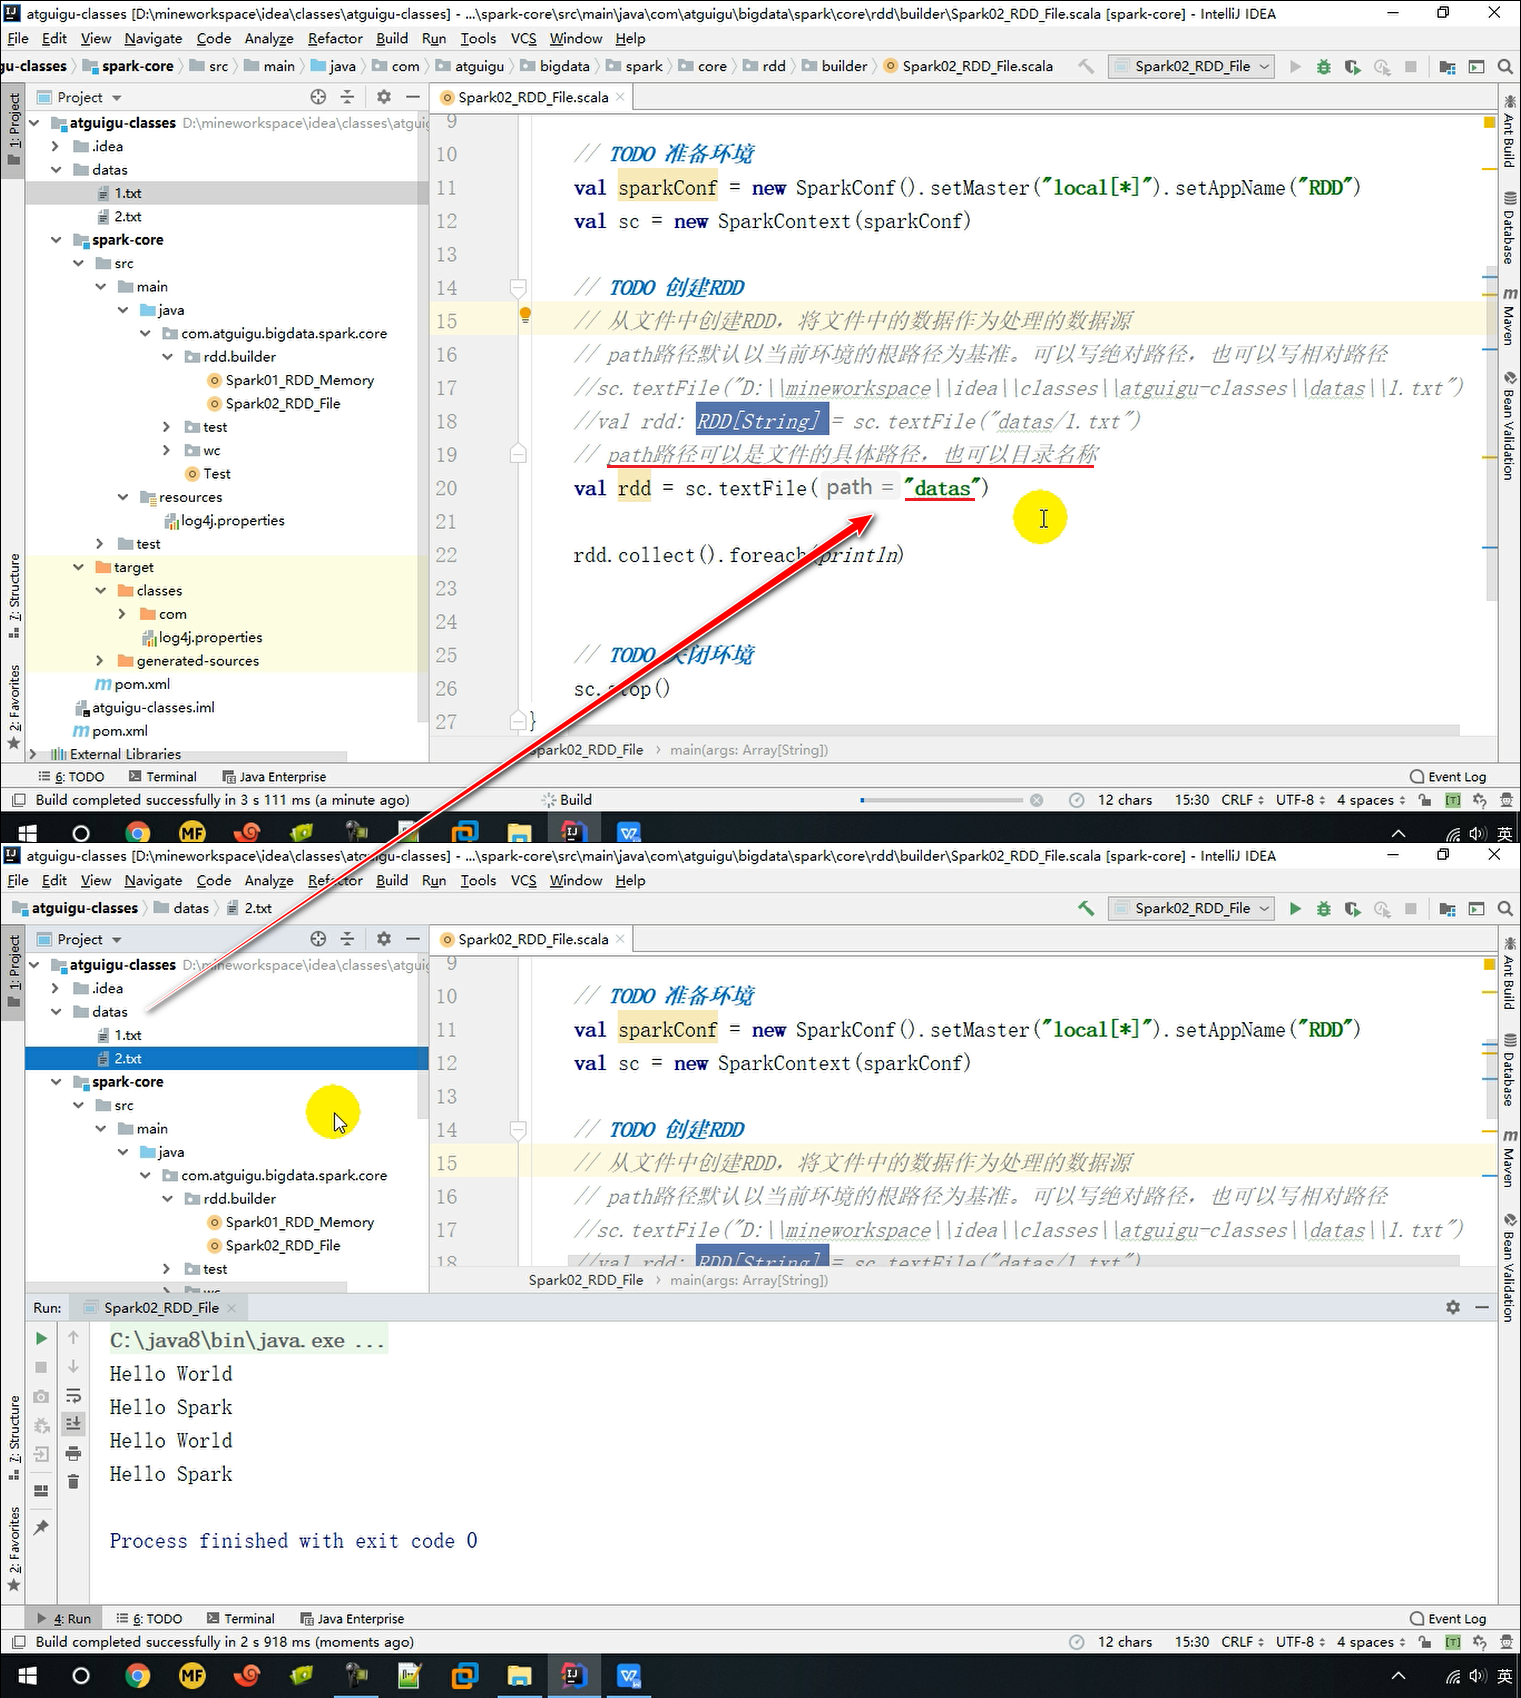 atguigu-classes [D:\mineworkspace\idea\classes\atguigu-classes] - ...\spark-core\src\main\java\com\atguigu\bigdata\spark\core\rdd\builder\Spark02_RDD_File.scala [spark-core] - IntelliJ IDEA
File Edit View Navigate Code Analyze Refactor Build Run Tools VCS Window Help
gu-classes spark-core src main java com atguigu bigdata spark core rdd builder Spark02_RDD_File.scala Spark02_RDD_File
Project
Spark02_RDD_File.scala
1: Project
7: Structure
2: Favorites
atguigu-classes D:\mineworkspace\idea\classes\atguig
.idea
datas
1.txt
2.txt
spark-core
src
main
java
com.atguigu.bigdata.spark.core
rdd.builder
Spark01_RDD_Memory
Spark02_RDD_File
test
wc
Test
resources
log4j.properties
test
target
classes
com
log4j.properties
generated-sources
pom.xml
atguigu-classes.iml
pom.xml
External Libraries
9
10 // TODO 准备环境
11 val sparkConf = new SparkConf().setMaster("local[*]").setAppName("RDD")
12 val sc = new SparkContext(sparkConf)
13
14 // TODO 创建RDD
15 // 从文件中创建RDD，将文件中的数据作为处理的数据源
16 // path路径默认以当前环境的根路径为基准。可以写绝对路径，也可以写相对路径
17 //sc.textFile("D:\\mineworkspace\\idea\\classes\\atguigu-classes\\datas\\1.txt")
18 //val rdd: RDD[String] = sc.textFile("datas/1.txt")
19 // path路径可以是文件的具体路径，也可以目录名称
20 val rdd = sc.textFile( path = "datas")
21
22 rdd.collect().foreach(println)
23
24
25 // TODO 关闭环境
26 sc.stop()
27 }
Spark02_RDD_File main(args: Array[String])
Ant Build
Database
Maven
Bean Validation
6: TODO Terminal Java Enterprise Event Log
Build completed successfully in 3 s 111 ms (a minute ago) Build 12 chars 15:30 CRLF UTF-8 4 spaces
MF 英
atguigu-classes [D:\mineworkspace\idea\classes\atguigu-classes] - ...\spark-core\src\main\java\com\atguigu\bigdata\spark\core\rdd\builder\Spark02_RDD_File.scala [spark-core] - IntelliJ IDEA
File Edit View Navigate Code Analyze Refactor Build Run Tools VCS Window Help
atguigu-classes datas 2.txt Spark02_RDD_File
Project
Spark02_RDD_File.scala
1: Project
7: Structure
2: Favorites
atguigu-classes D:\mineworkspace\idea\classes\atguig
.idea
datas
1.txt
2.txt
spark-core
src
main
java
com.atguigu.bigdata.spark.core
rdd.builder
Spark01_RDD_Memory
Spark02_RDD_File
test
wc
9
10 // TODO 准备环境
11 val sparkConf = new SparkConf().setMaster("local[*]").setAppName("RDD")
12 val sc = new SparkContext(sparkConf)
13
14 // TODO 创建RDD
15 // 从文件中创建RDD，将文件中的数据作为处理的数据源
16 // path路径默认以当前环境的根路径为基准。可以写绝对路径，也可以写相对路径
17 //sc.textFile("D:\\mineworkspace\\idea\\classes\\atguigu-classes\\datas\\1.txt")
18 //val rdd: RDD[String] = sc.textFile("datas/1.txt")
Spark02_RDD_File main(args: Array[String])
Ant Build
Database
Maven
Bean Validation
Run: Spark02_RDD_File
C:\java8\bin\java.exe ...
Hello World
Hello Spark
Hello World
Hello Spark
Process finished with exit code 0
4: Run 6: TODO Terminal Java Enterprise Event Log
Build completed successfully in 2 s 918 ms (moments ago) 12 chars 15:30 CRLF UTF-8 4 spaces
MF 英